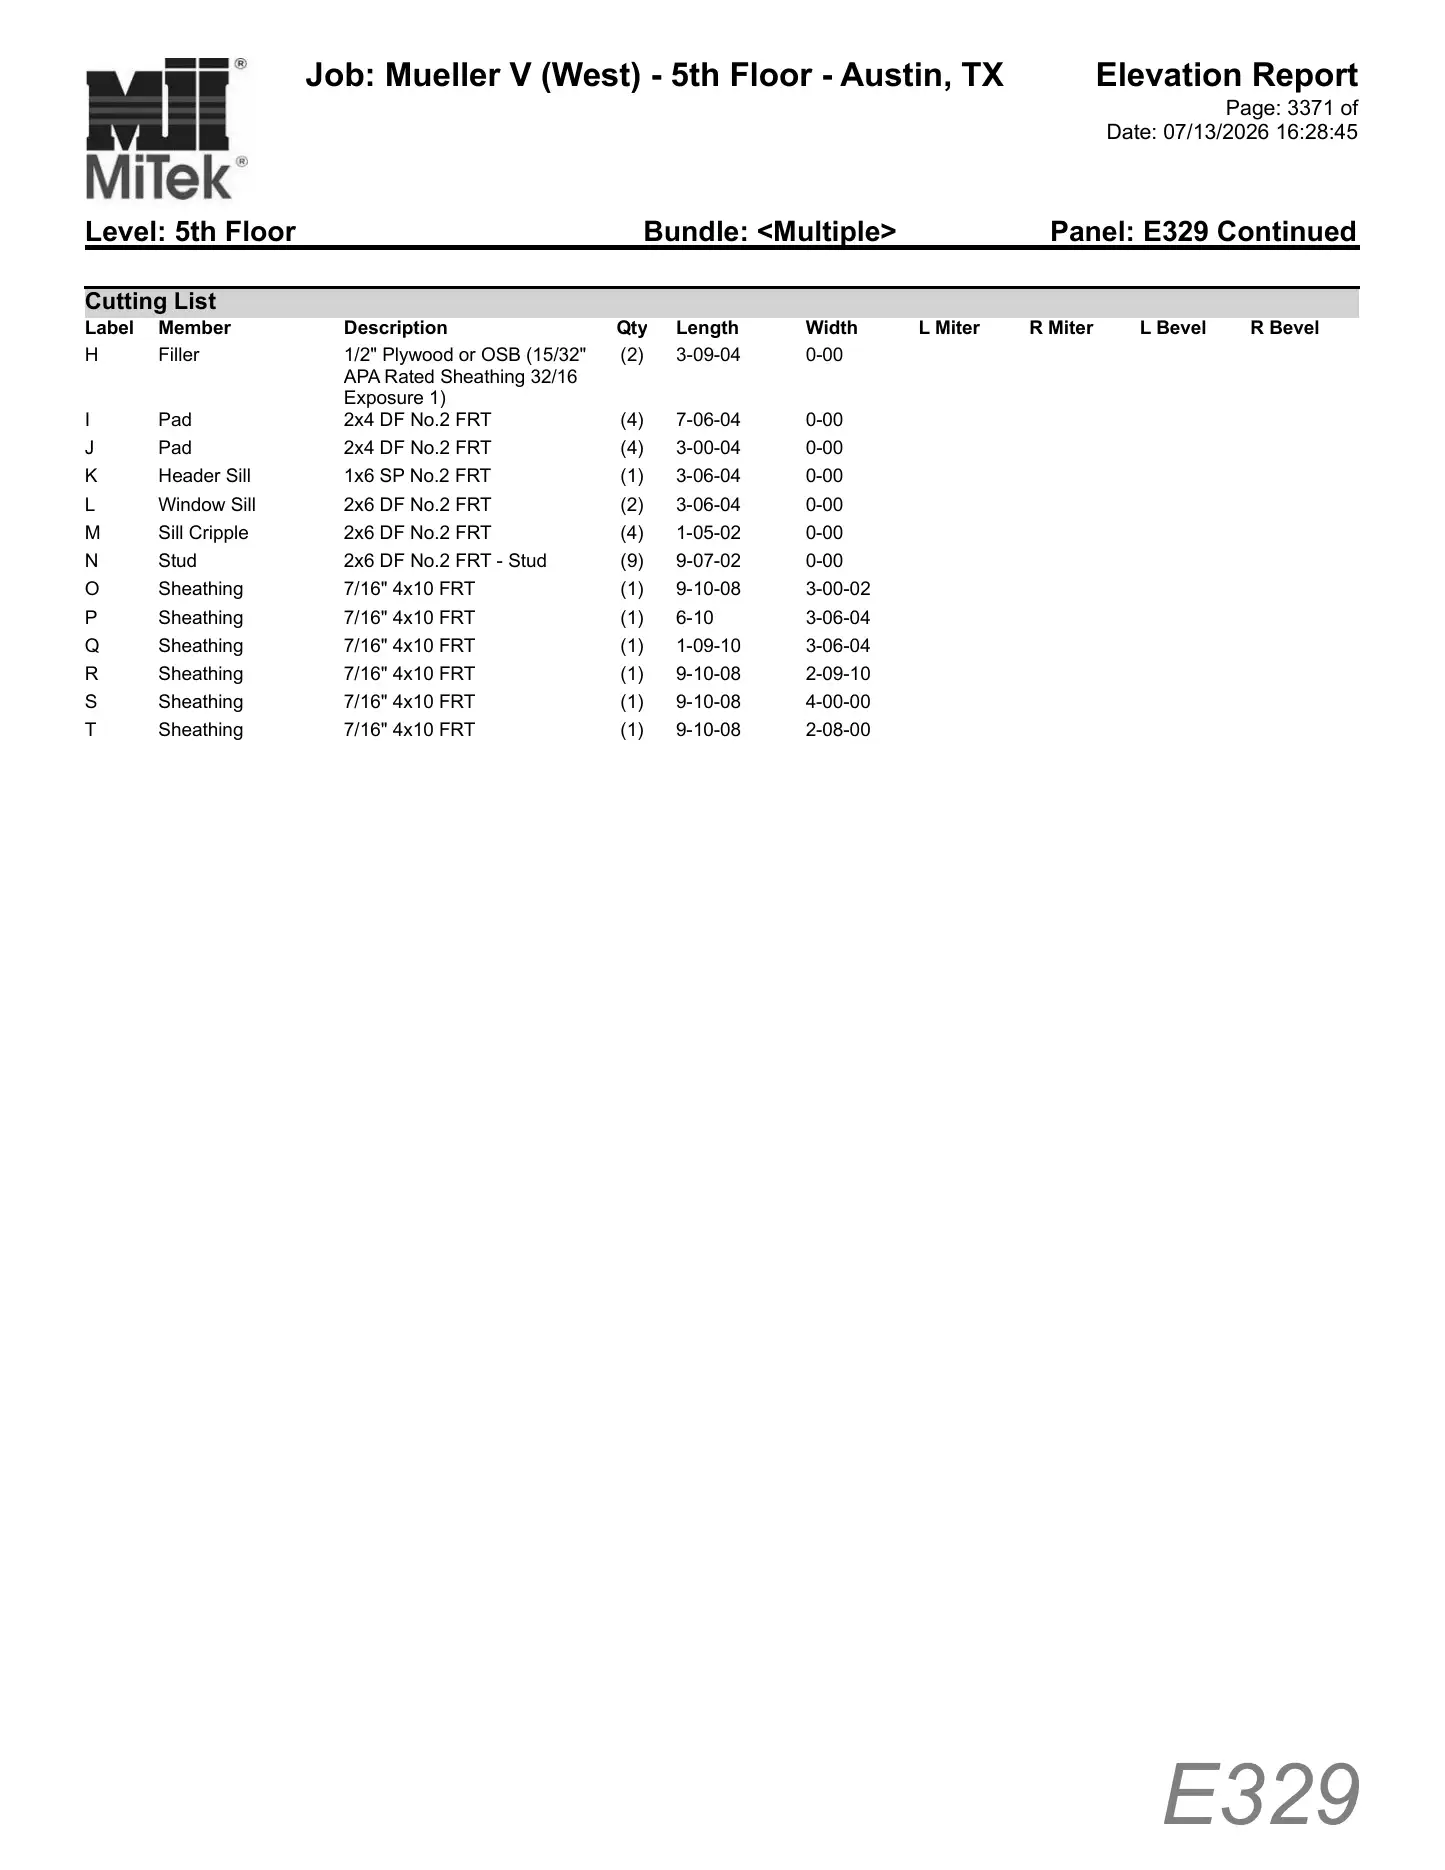 MiTek®
®
Job: Mueller V (West) - 5th Floor - Austin, TX
Elevation Report
Page: 3371 of
Date: 07/13/2026 16:28:45
Level: 5th Floor Bundle: <Multiple> Panel: E329 Continued
Cutting List
Label Member Description Qty Length Width L Miter R Miter L Bevel R Bevel
H Filler 1/2" Plywood or OSB (15/32" (2) 3-09-04 0-00
APA Rated Sheathing 32/16
Exposure 1)
I Pad 2x4 DF No.2 FRT (4) 7-06-04 0-00
J Pad 2x4 DF No.2 FRT (4) 3-00-04 0-00
K Header Sill 1x6 SP No.2 FRT (1) 3-06-04 0-00
L Window Sill 2x6 DF No.2 FRT (2) 3-06-04 0-00
M Sill Cripple 2x6 DF No.2 FRT (4) 1-05-02 0-00
N Stud 2x6 DF No.2 FRT - Stud (9) 9-07-02 0-00
O Sheathing 7/16" 4x10 FRT (1) 9-10-08 3-00-02
P Sheathing 7/16" 4x10 FRT (1) 6-10 3-06-04
Q Sheathing 7/16" 4x10 FRT (1) 1-09-10 3-06-04
R Sheathing 7/16" 4x10 FRT (1) 9-10-08 2-09-10
S Sheathing 7/16" 4x10 FRT (1) 9-10-08 4-00-00
T Sheathing 7/16" 4x10 FRT (1) 9-10-08 2-08-00
E329